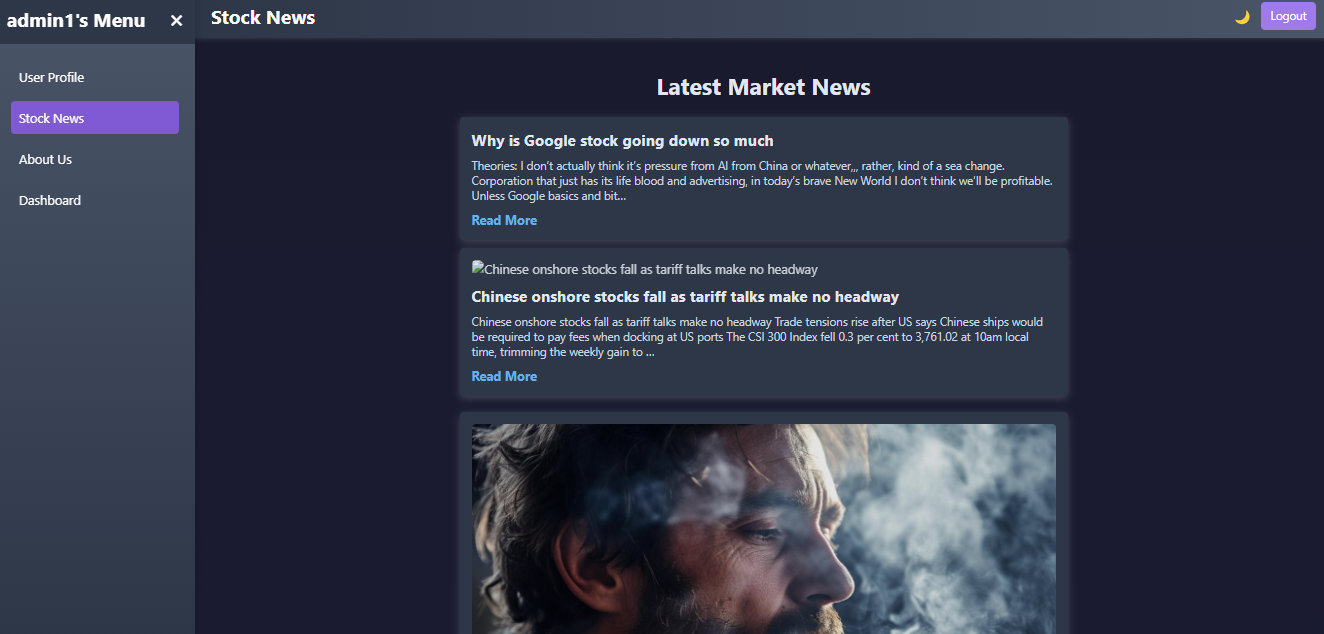 admin1's Menu ✕
Stock News
🌙 Logout
User Profile
Stock News
About Us
Dashboard
Latest Market News
Why is Google stock going down so much
Theories: I don’t actually think it’s pressure from AI from China or whatever,,, rather, kind of a sea change.
Corporation that just has its life blood and advertising, in today’s brave New World I don’t think we’ll be profitable.
Unless Google basics and bit…
Read More
Chinese onshore stocks fall as tariff talks make no headway
Chinese onshore stocks fall as tariff talks make no headway
Chinese onshore stocks fall as tariff talks make no headway Trade tensions rise after US says Chinese ships would
be required to pay fees when docking at US ports The CSI 300 Index fell 0.3 per cent to 3,761.02 at 10am local
time, trimming the weekly gain to …
Read More